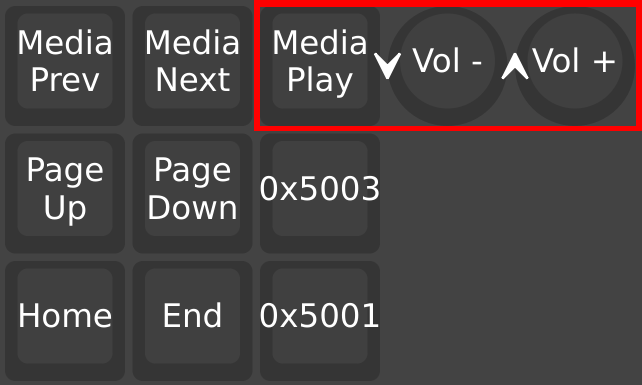 Media Media Media Vol - Vol +
Prev Next Play
Page Page 0x5003
Up Down
Home End 0x5001